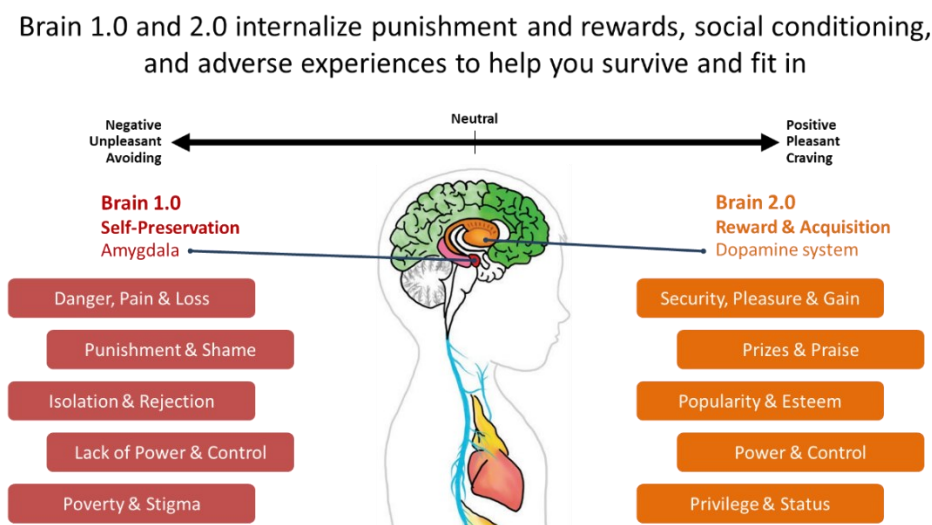 Brain 1.0 and 2.0 internalize punishment and rewards, social conditioning,
and adverse experiences to help you survive and fit in
Negative
Unpleasant
Avoiding
Neutral
Positive
Pleasant
Craving
Brain 1.0
Self-Preservation
Amygdala
Brain 2.0
Reward & Acquisition
Dopamine system
Danger, Pain & Loss
Punishment & Shame
Isolation & Rejection
Lack of Power & Control
Poverty & Stigma
Security, Pleasure & Gain
Prizes & Praise
Popularity & Esteem
Power & Control
Privilege & Status